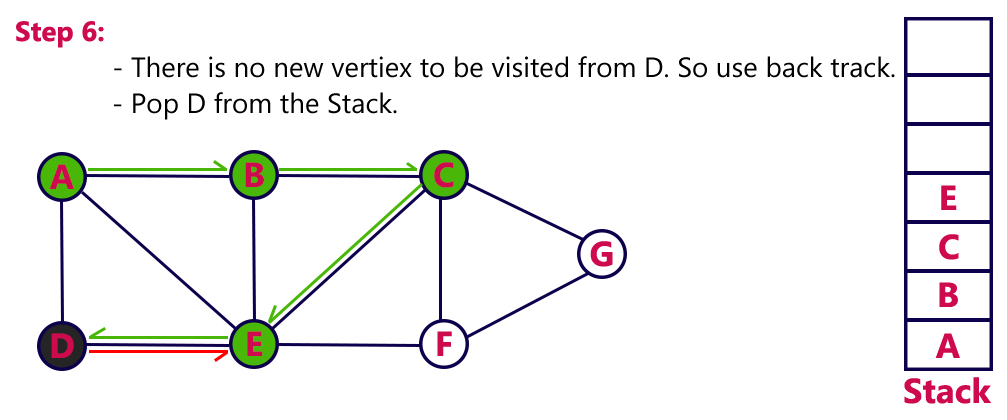 Step 6:
- There is no new vertiex to be visited from D. So use back track.
- Pop D from the Stack.
A
B
C
G
D
E
F
E
C
B
A
Stack